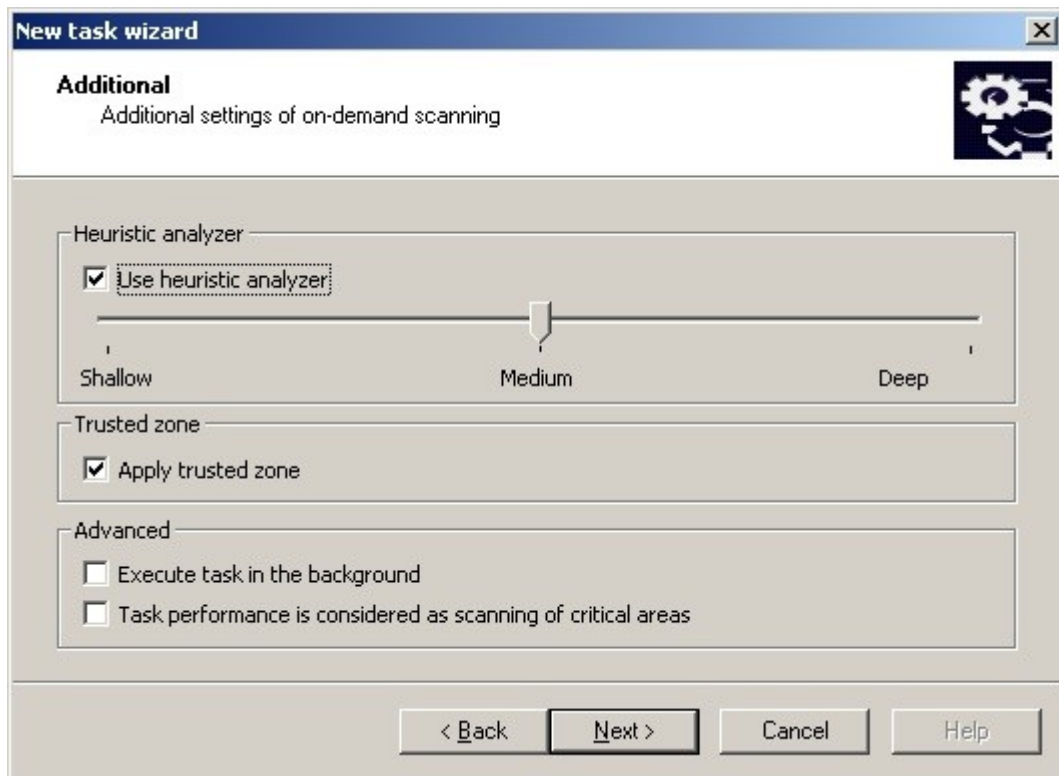 New task wizard
Additional
Additional settings of on-demand scanning
Heuristic analyzer
Use heuristic analyzer
Shallow Medium Deep
Trusted zone
Apply trusted zone
Advanced
Execute task in the background
Task performance is considered as scanning of critical areas
< Back Next > Cancel Help